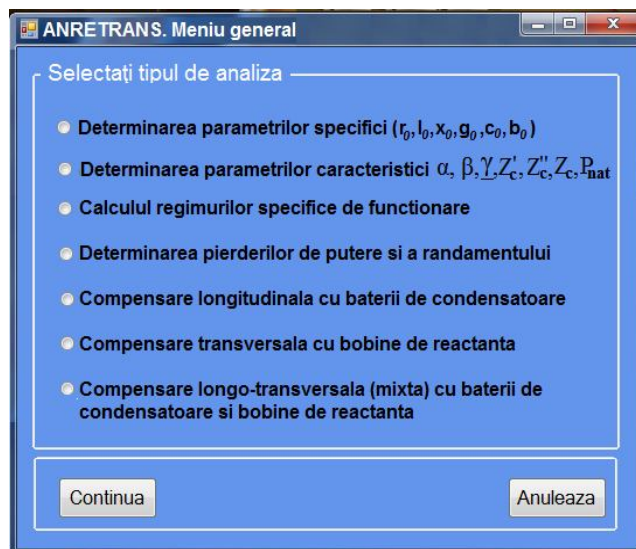 ANRETRANS. Meniu general
Selectaţi tipul de analiza
Determinarea parametrilor specifici (r₀,l₀,x₀,g₀,c₀,b₀)
Determinarea parametrilor caracteristici α, β,γ,Z'c,Z''c,Zc,Pnat
Calculul regimurilor specifice de functionare
Determinarea pierderilor de putere si a randamentului
Compensare longitudinala cu baterii de condensatoare
Compensare transversala cu bobine de reactanta
Compensare longo-transversala (mixta) cu baterii de
condensatoare si bobine de reactanta
Continua
Anuleaza